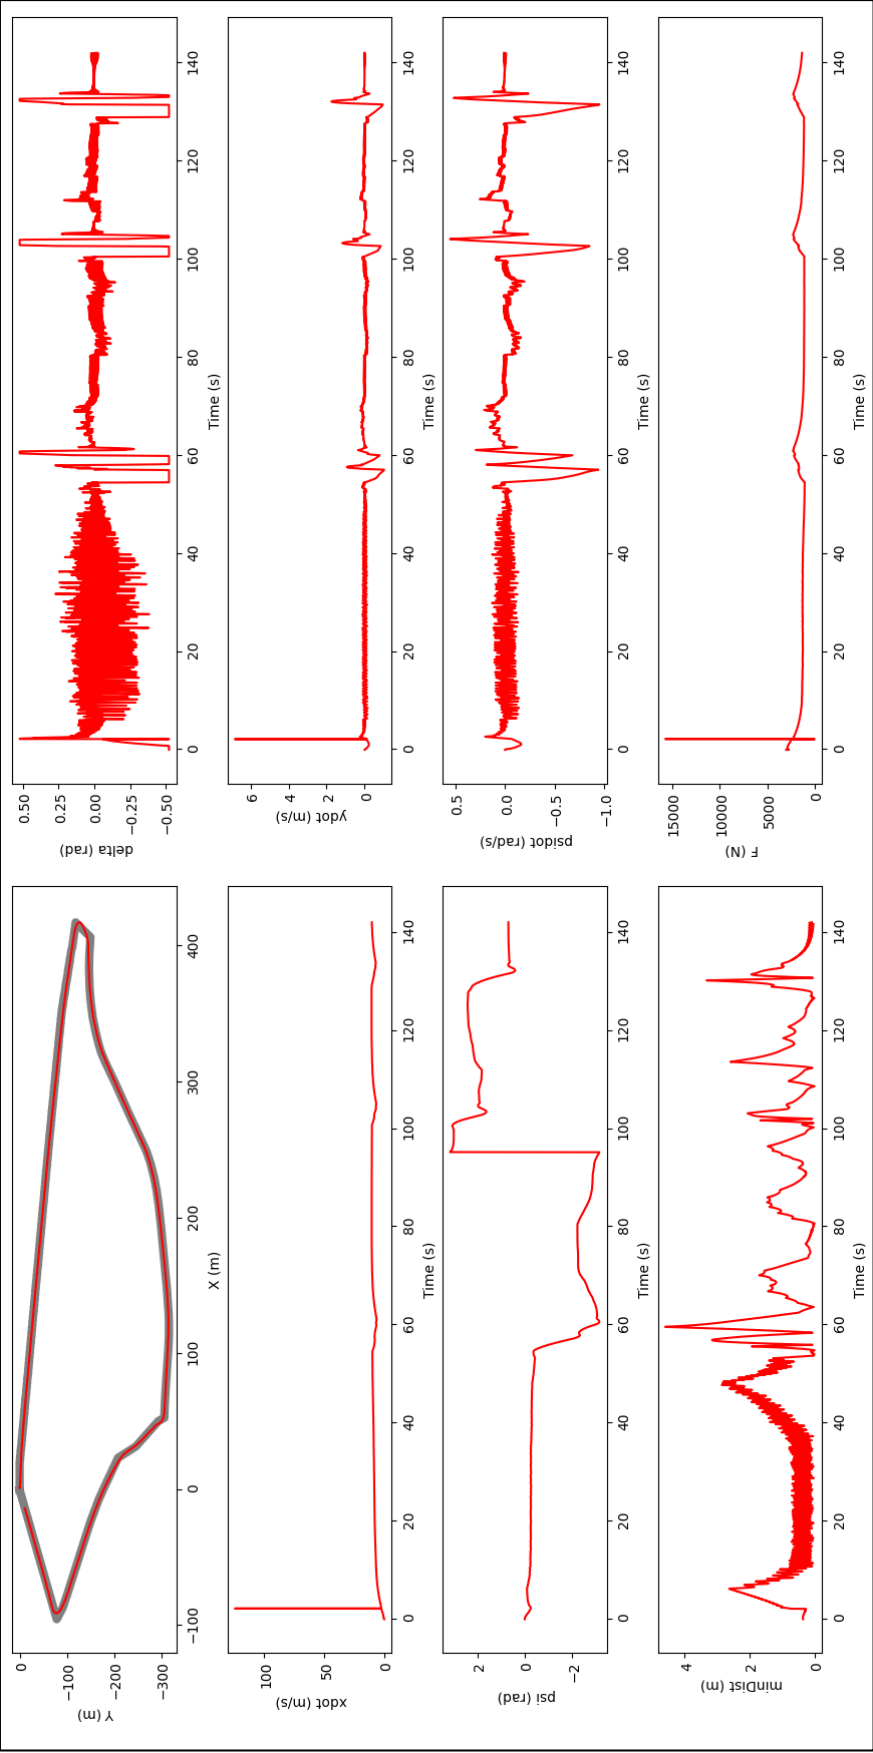 0
−100
−200
−300
Y (m)
−100 0 100 200 300 400
X (m)
0.50
0.25
0.00
−0.25
−0.50
delta (rad)
0 20 40 60 80 100 120 140
Time (s)
100
50
0
xdot (m/s)
0 20 40 60 80 100 120 140
Time (s)
6
4
2
0
ydot (m/s)
0 20 40 60 80 100 120 140
Time (s)
2
0
−2
psi (rad)
0 20 40 60 80 100 120 140
Time (s)
0.5
0.0
−0.5
−1.0
psidot (rad/s)
0 20 40 60 80 100 120 140
Time (s)
4
2
0
minDist (m)
0 20 40 60 80 100 120 140
Time (s)
15000
10000
5000
0
F (N)
0 20 40 60 80 100 120 140
Time (s)